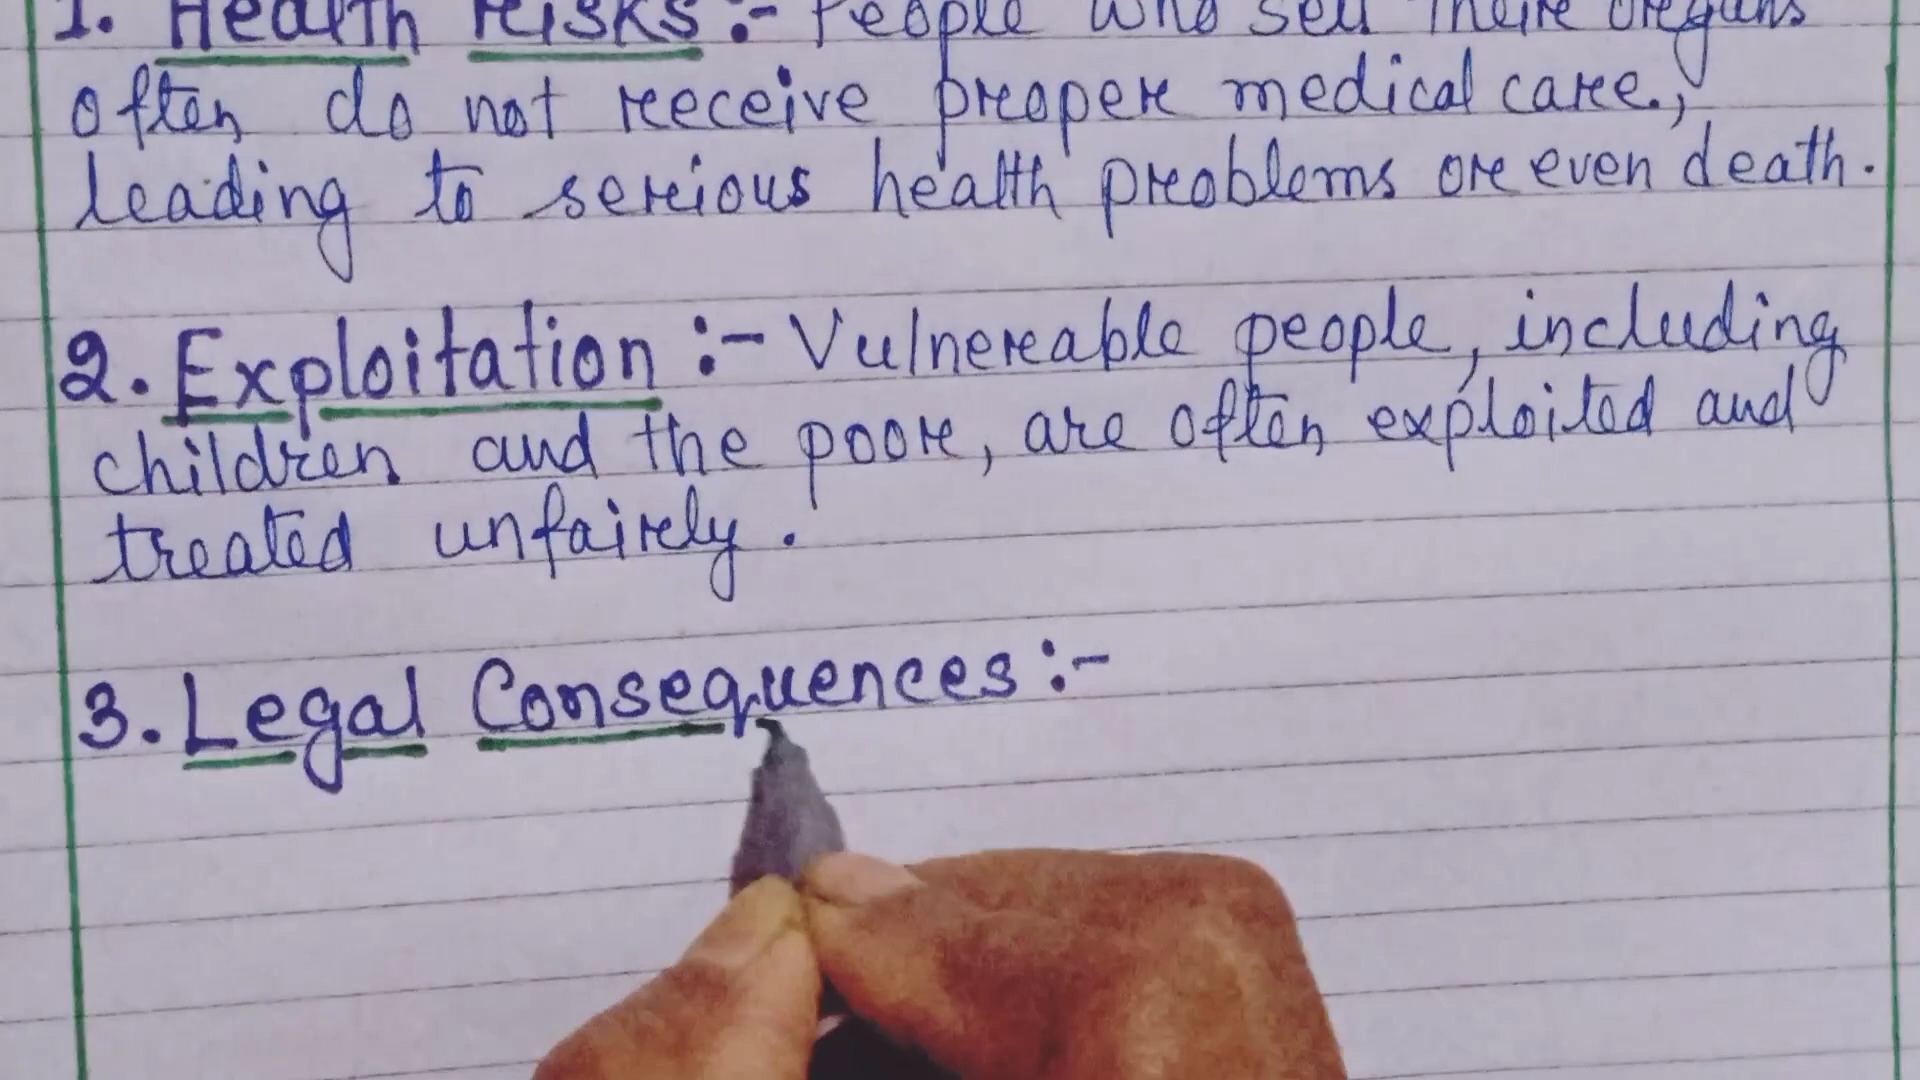 1. Health risks :- People who sell their organs
often do not receive proper medical care.,
leading to serious health problems or even death.
2. Exploitation :- Vulnerable people, including
children and the poor, are often exploited and
treated unfairly.
3. Legal Consequences :-